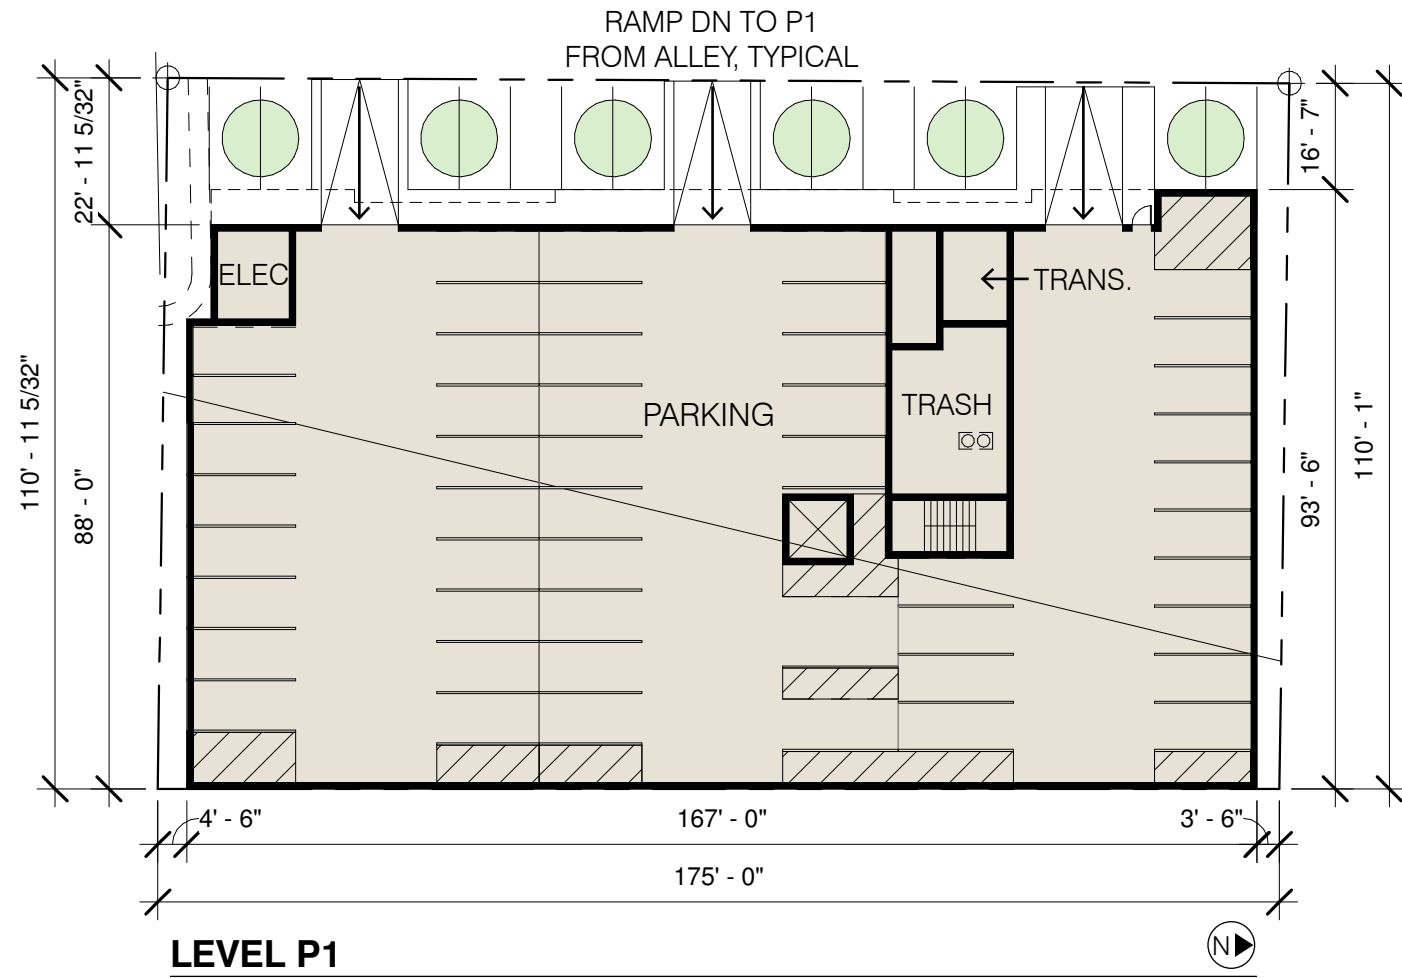 RAMP DN TO P1
FROM ALLEY, TYPICAL
22' - 11 5/32"
16' - 7"
ELEC
TRANS.
110' - 11 5/32"
88' - 0"
PARKING
TRASH
93' - 6"
110' - 1"
4' - 6"
167' - 0"
3' - 6"
175' - 0"
LEVEL P1
N